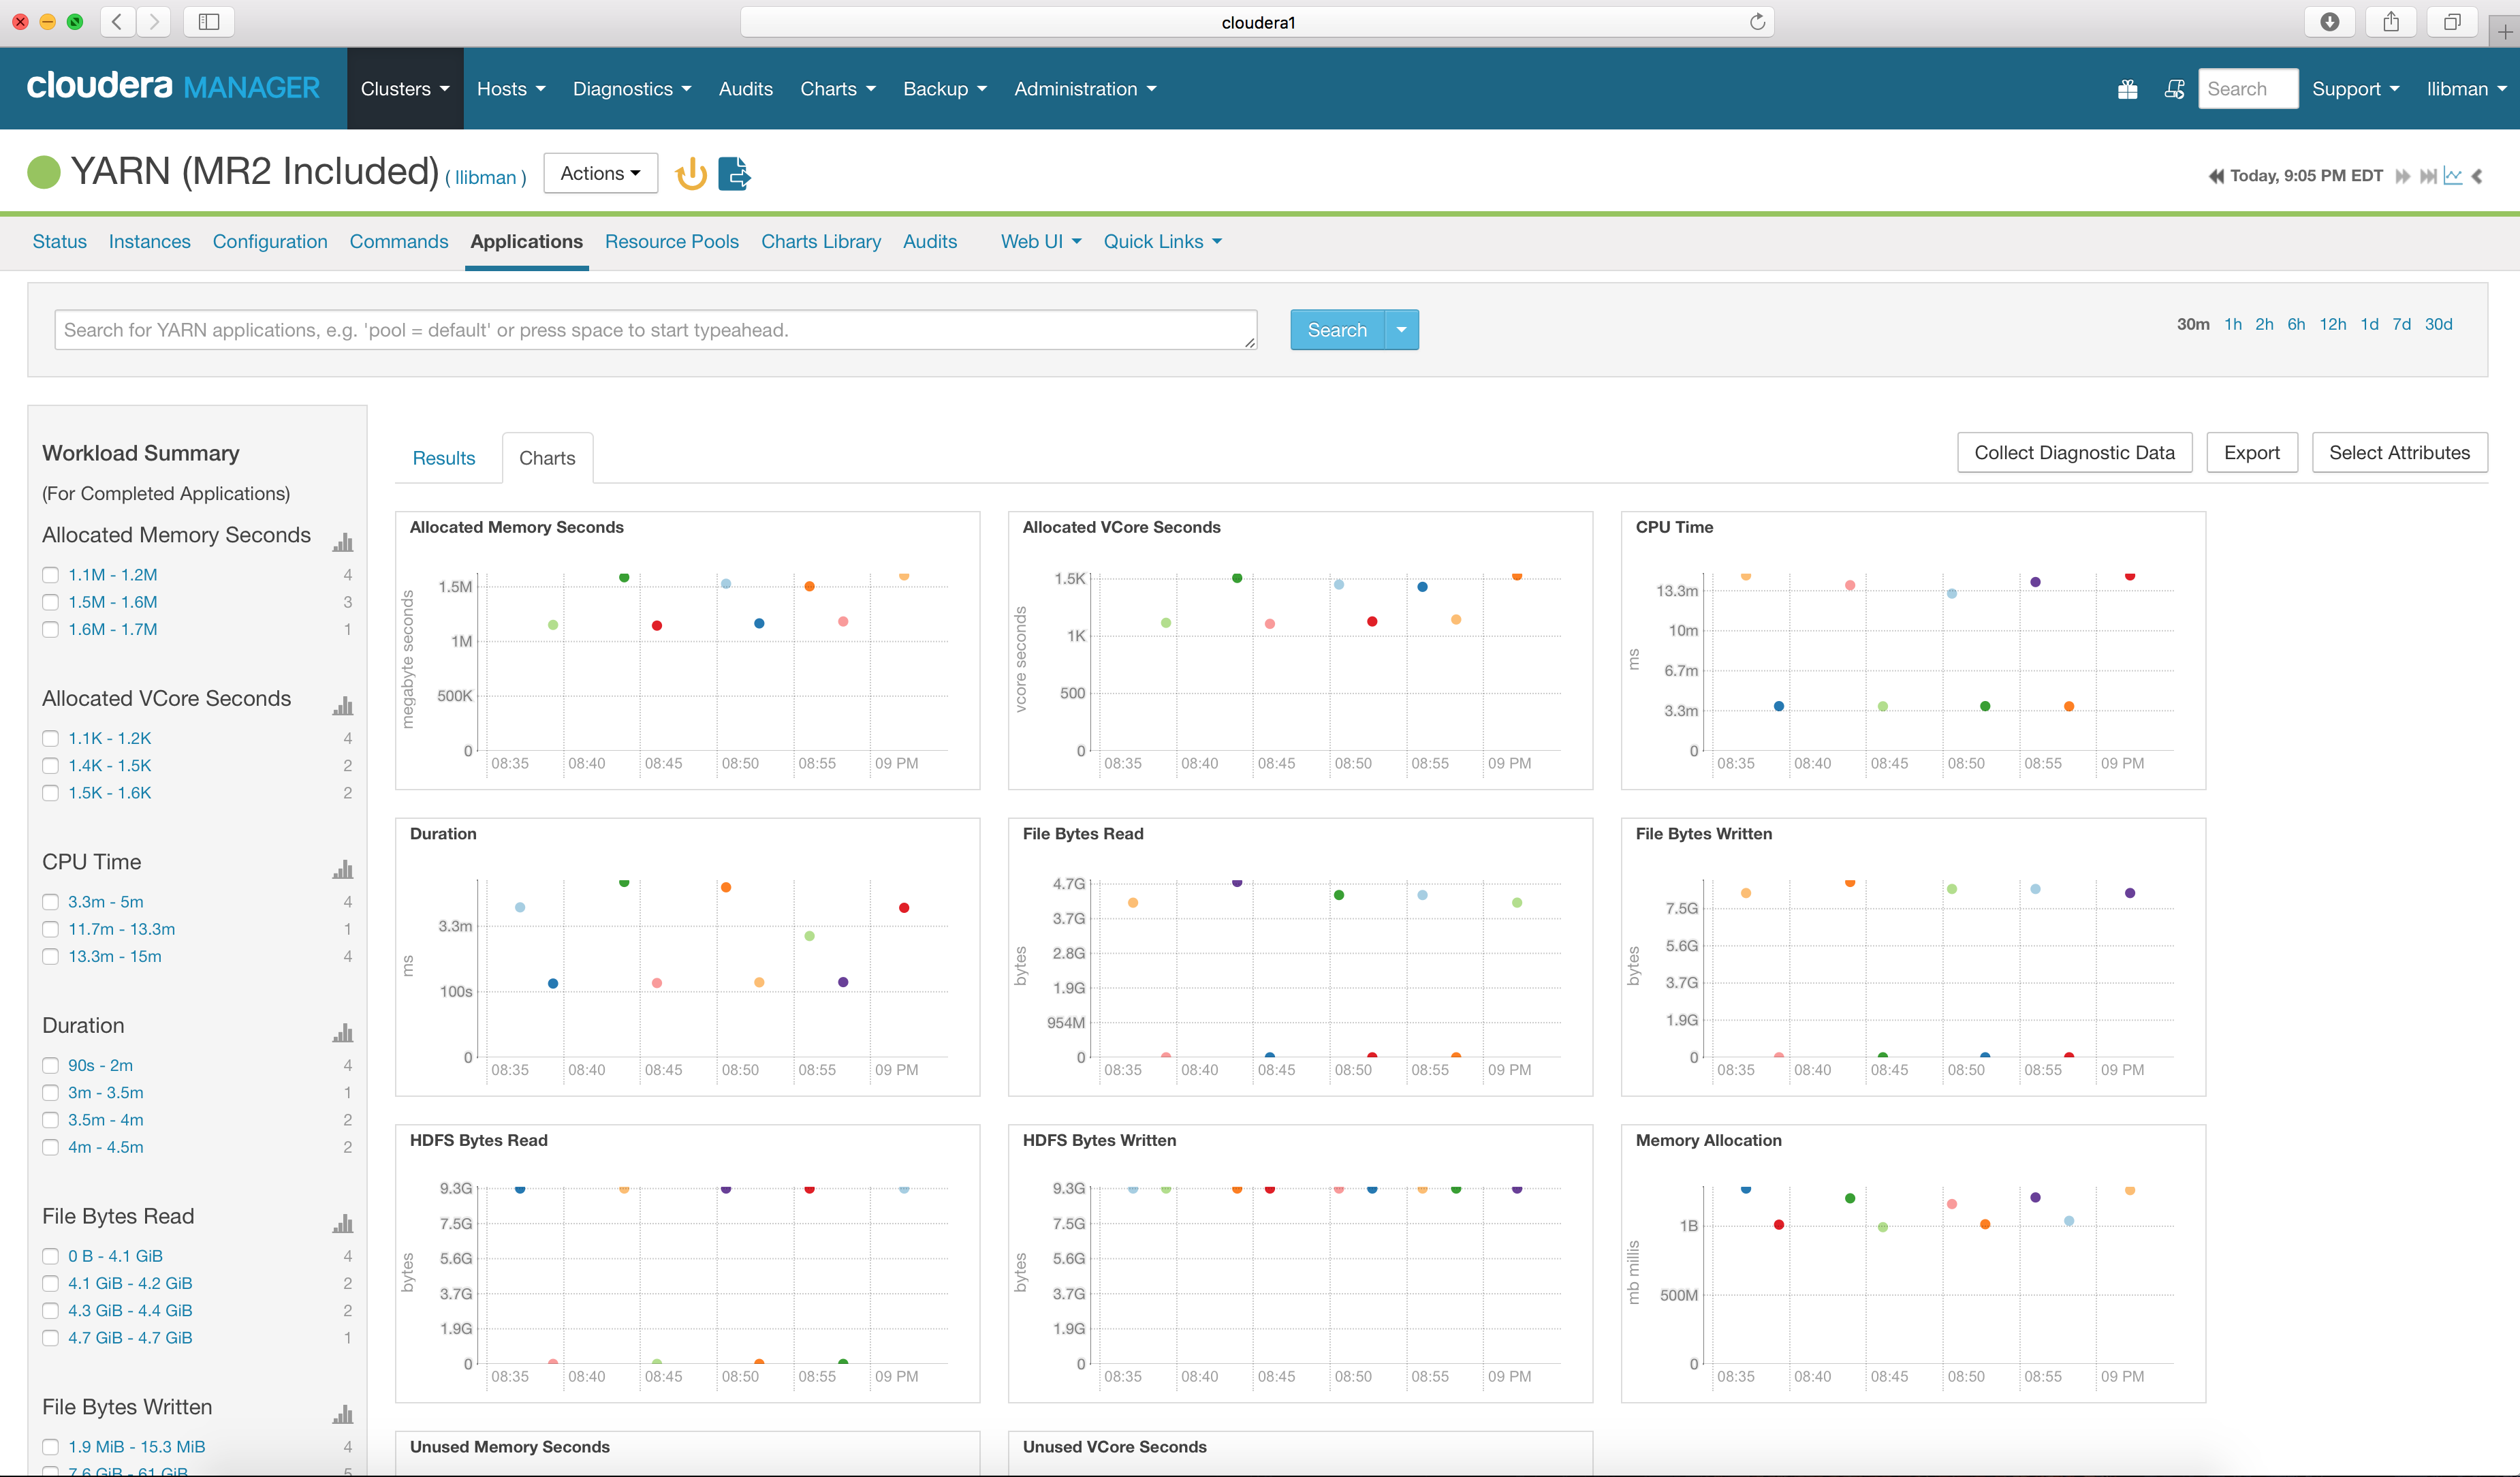 cloudera1
cloudera MANAGER
Clusters
Hosts
Diagnostics
Audits
Charts
Backup
Administration
Search
Support
llibman
YARN (MR2 Included) ( llibman )
Actions
Today, 9:05 PM EDT
Status
Instances
Configuration
Commands
Applications
Resource Pools
Charts Library
Audits
Web UI
Quick Links
Search for YARN applications, e.g. 'pool = default' or press space to start typeahead.
Search
30m 1h 2h 6h 12h 1d 7d 30d
Workload Summary
(For Completed Applications)
Allocated Memory Seconds
1.1M - 1.2M 4
1.5M - 1.6M 3
1.6M - 1.7M 1
Allocated VCore Seconds
1.1K - 1.2K 4
1.4K - 1.5K 2
1.5K - 1.6K 2
CPU Time
3.3m - 5m 4
11.7m - 13.3m 1
13.3m - 15m 4
Duration
90s - 2m 4
3m - 3.5m 1
3.5m - 4m 2
4m - 4.5m 2
File Bytes Read
0 B - 4.1 GiB 4
4.1 GiB - 4.2 GiB 2
4.3 GiB - 4.4 GiB 2
4.7 GiB - 4.7 GiB 1
File Bytes Written
1.9 MiB - 15.3 MiB 4
7.6 GiB - 61 GiB 5
Results
Charts
Collect Diagnostic Data
Export
Select Attributes
Allocated Memory Seconds
megabyte seconds
1.5M
1M
500K
0
08:35 08:40 08:45 08:50 08:55 09 PM
Allocated VCore Seconds
vcore seconds
1.5K
1K
500
0
08:35 08:40 08:45 08:50 08:55 09 PM
CPU Time
ms
13.3m
10m
6.7m
3.3m
0
08:35 08:40 08:45 08:50 08:55 09 PM
Duration
ms
3.3m
100s
0
08:35 08:40 08:45 08:50 08:55 09 PM
File Bytes Read
bytes
4.7G
3.7G
2.8G
1.9G
954M
0
08:35 08:40 08:45 08:50 08:55 09 PM
File Bytes Written
bytes
7.5G
5.6G
3.7G
1.9G
0
08:35 08:40 08:45 08:50 08:55 09 PM
HDFS Bytes Read
bytes
9.3G
7.5G
5.6G
3.7G
1.9G
0
08:35 08:40 08:45 08:50 08:55 09 PM
HDFS Bytes Written
bytes
9.3G
7.5G
5.6G
3.7G
1.9G
0
08:35 08:40 08:45 08:50 08:55 09 PM
Memory Allocation
mb millis
1B
500M
0
08:35 08:40 08:45 08:50 08:55 09 PM
Unused Memory Seconds
Unused VCore Seconds